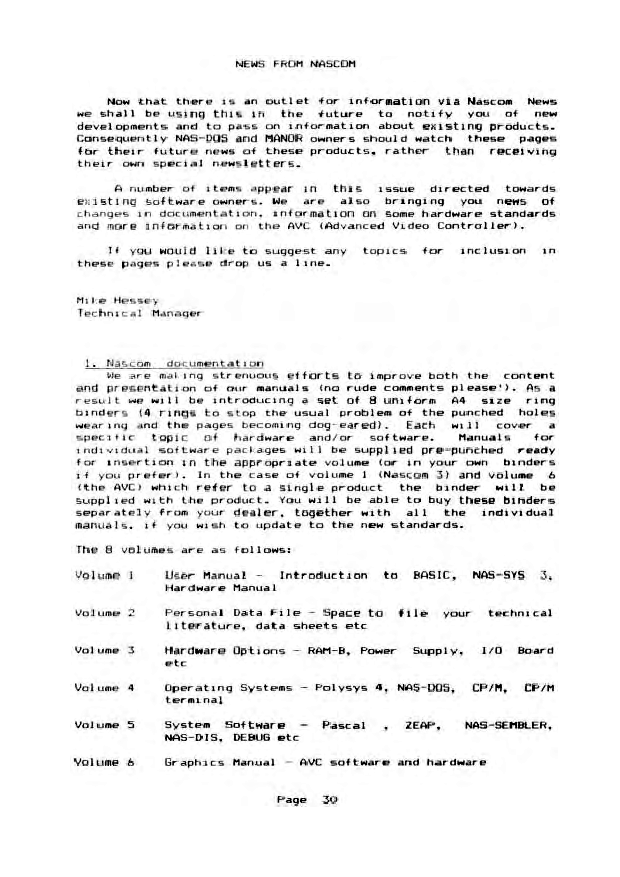 NEWS FROM NASCOM
Now that there is an outlet for information via Nascom News
we shall be using this in the future to notify you of new
developments and to pass on information about existing products.
Consequently NAS-DOS and MANOR owners should watch these pages
for their future news of these products, rather than receiving
their own special newsletters.
A number of items appear in this issue directed towards
existing software owners. We are also bringing you news of
changes in documentation, information on some hardware standards
and more information on the AVC (Advanced Video Controller).
If you would like to suggest any topics for inclusion in
these pages please drop us a line.
Mike Hessey
Technical Manager
1. Nascom documentation
We are making strenuous efforts to improve both the content
and presentation of our manuals (no rude comments please!). As a
result we will be introducing a set of 8 uniform A4 size ring
binders (4 rings to stop the usual problem of the punched holes
wearing and the pages becoming dog-eared). Each will cover a
specific topic of hardware and/or software. Manuals for
individual software packages will be supplied pre-punched ready
for insertion in the appropriate volume (or in your own binders
if you prefer). In the case of volume 1 (Nascom 3) and volume 6
(the AVC) which refer to a single product the binder will be
supplied with the product. You will be able to buy these binders
separately from your dealer, together with all the individual
manuals, if you wish to update to the new standards.
The 8 volumes are as follows:
Volume 1 User Manual - Introduction to BASIC, NAS-SYS 3,
Hardware Manual
Volume 2 Personal Data File - Space to file your technical
literature, data sheets etc
Volume 3 Hardware Options - RAM-B, Power Supply, I/O Board
etc
Volume 4 Operating Systems - Polysys 4, NAS-DOS, CP/M, CP/M
terminal
Volume 5 System Software - Pascal , ZEAP, NAS-SEMBLER,
NAS-DIS, DEBUG etc
Volume 6 Graphics Manual - AVC software and hardware
Page 30